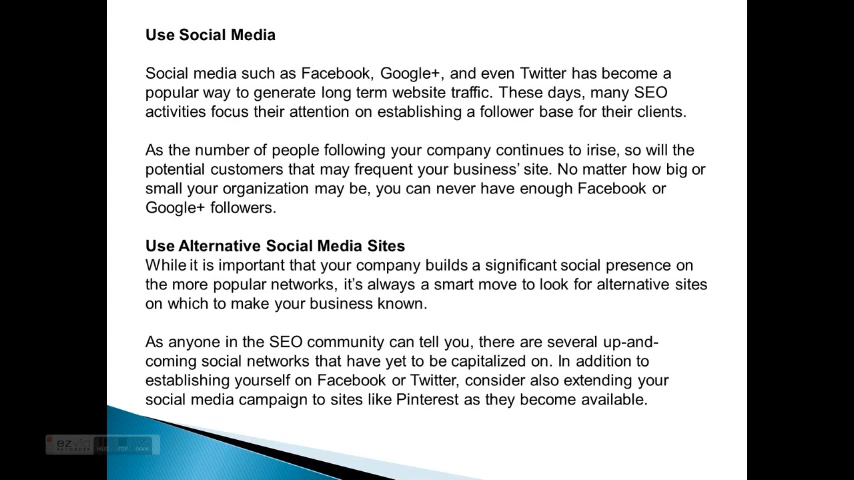 Use Social Media
Social media such as Facebook, Google+, and even Twitter has become a
popular way to generate long term website traffic. These days, many SEO
activities focus their attention on establishing a follower base for their clients.
As the number of people following your company continues to irise, so will the
potential customers that may frequent your business' site. No matter how big or
small your organization may be, you can never have enough Facebook or
Google+ followers.
Use Alternative Social Media Sites
While it is important that your company builds a significant social presence on
the more popular networks, it's always a smart move to look for alternative sites
on which to make your business known.
As anyone in the SEO community can tell you, there are several up-and-
coming social networks that have yet to be capitalized on. In addition to
establishing yourself on Facebook or Twitter, consider also extending your
social media campaign to sites like Pinterest as they become available.